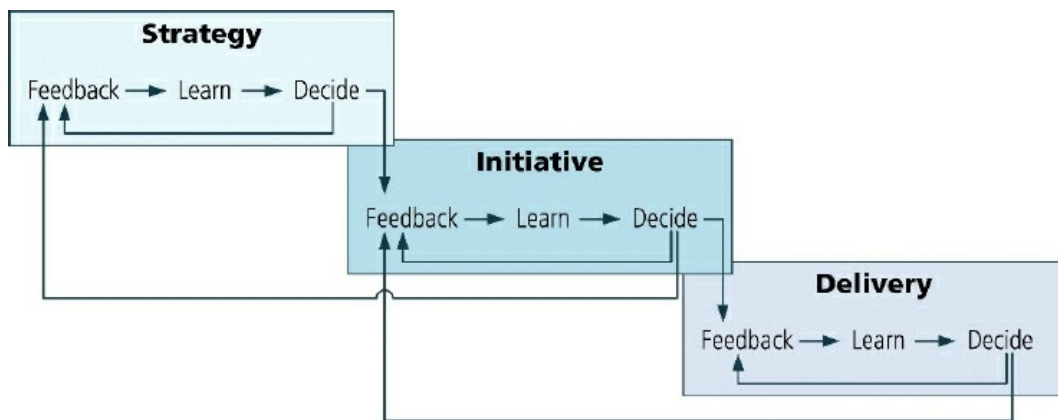 Strategy
Feedback Learn Decide
Initiative
Feedback Learn Decide
Delivery
Feedback Learn Decide